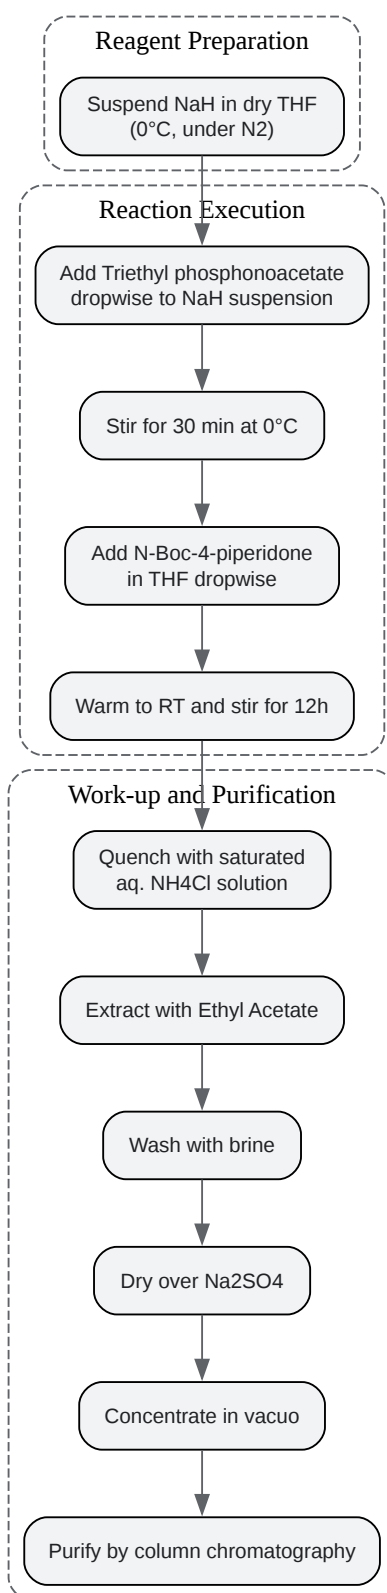 Reagent Preparation
Suspend NaH in dry THF
(0°C, under N2)
Reaction Execution
Add Triethyl phosphonoacetate
dropwise to NaH suspension
Stir for 30 min at 0°C
Add N-Boc-4-piperidone
in THF dropwise
Warm to RT and stir for 12h
Work-up and Purification
Quench with saturated
aq. NH4Cl solution
Extract with Ethyl Acetate
Wash with brine
Dry over Na2SO4
Concentrate in vacuo
Purify by column chromatography